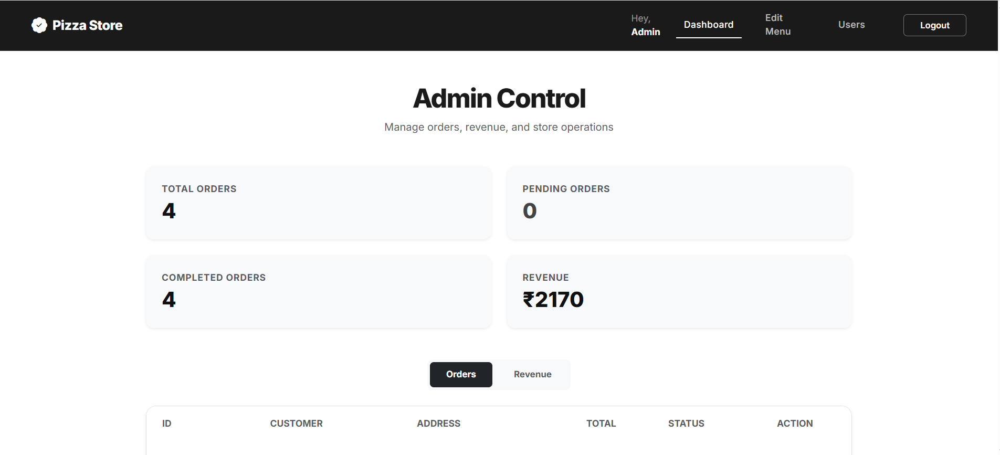 Pizza Store
Hey,
Admin
Dashboard
Edit
Menu
Users
Logout
Admin Control
Manage orders, revenue, and store operations
TOTAL ORDERS
4
PENDING ORDERS
0
COMPLETED ORDERS
4
REVENUE
₹2170
Orders
Revenue
ID CUSTOMER ADDRESS TOTAL STATUS ACTION